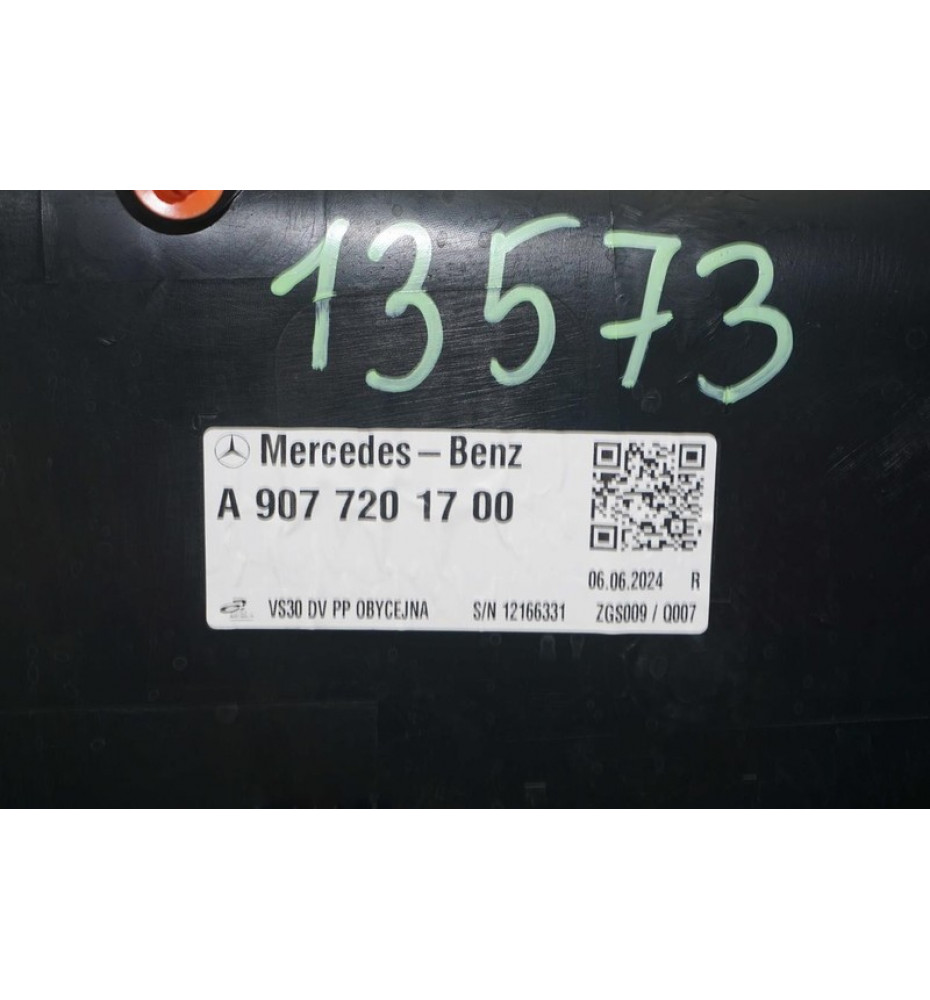 13573
Mercedes-Benz
A 907 720 17 00
06.06.2024 R
VS30 DV PP OBYCEJNA S/N 12166331 ZGS009 / Q007